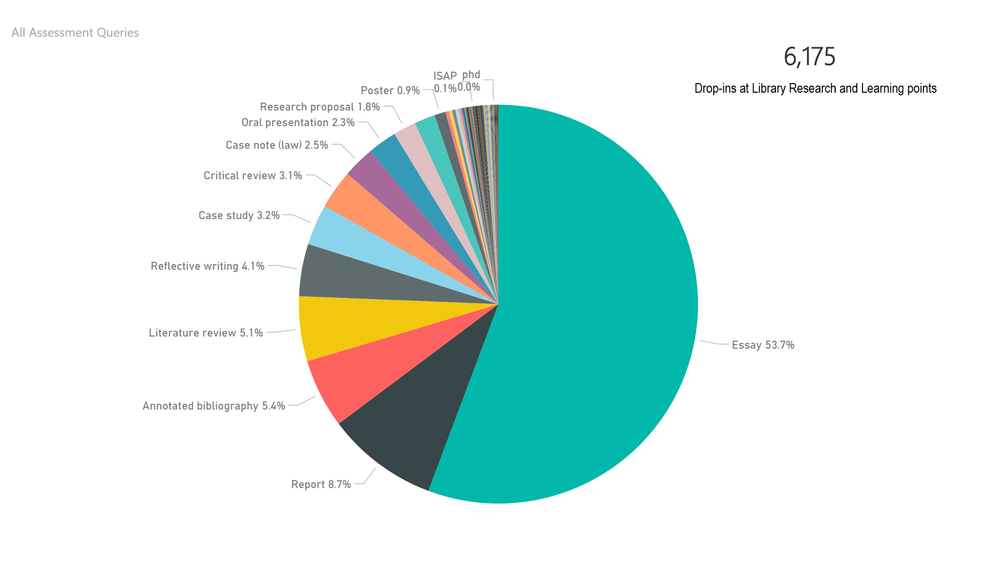 All Assessment Queries
6,175
Drop-ins at Library Research and Learning points
ISAP
0.1%
phd
0.0%
Poster 0.9%
Research proposal 1.8%
Oral presentation 2.3%
Case note (law) 2.5%
Critical review 3.1%
Case study 3.2%
Reflective writing 4.1%
Literature review 5.1%
Essay 53.7%
Annotated bibliography 5.4%
Report 8.7%